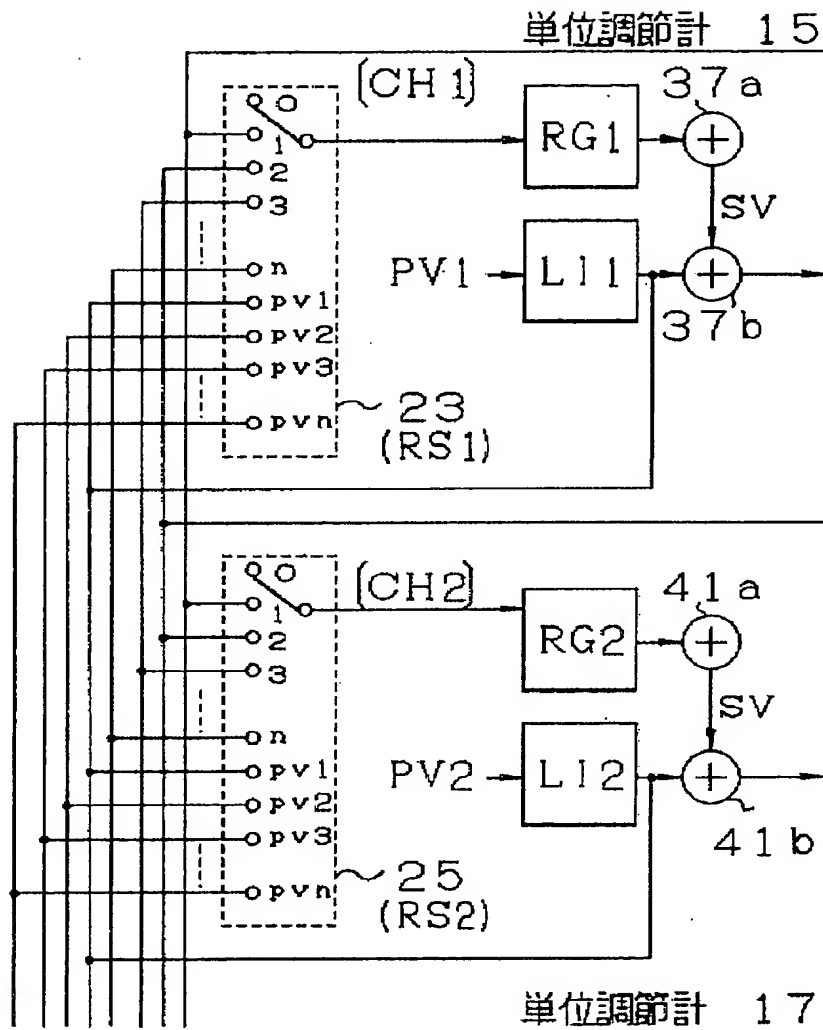 単位調節計 15
(CH1)
0
1
2
3
n
pv1
pv2
pv3
pvn
RG1
37a
SV
PV1
LI1
37b
23
(RS1)
(CH2)
0
1
2
3
n
pv1
pv2
pv3
pvn
RG2
41a
SV
PV2
LI2
41b
25
(RS2)
単位調節計 17